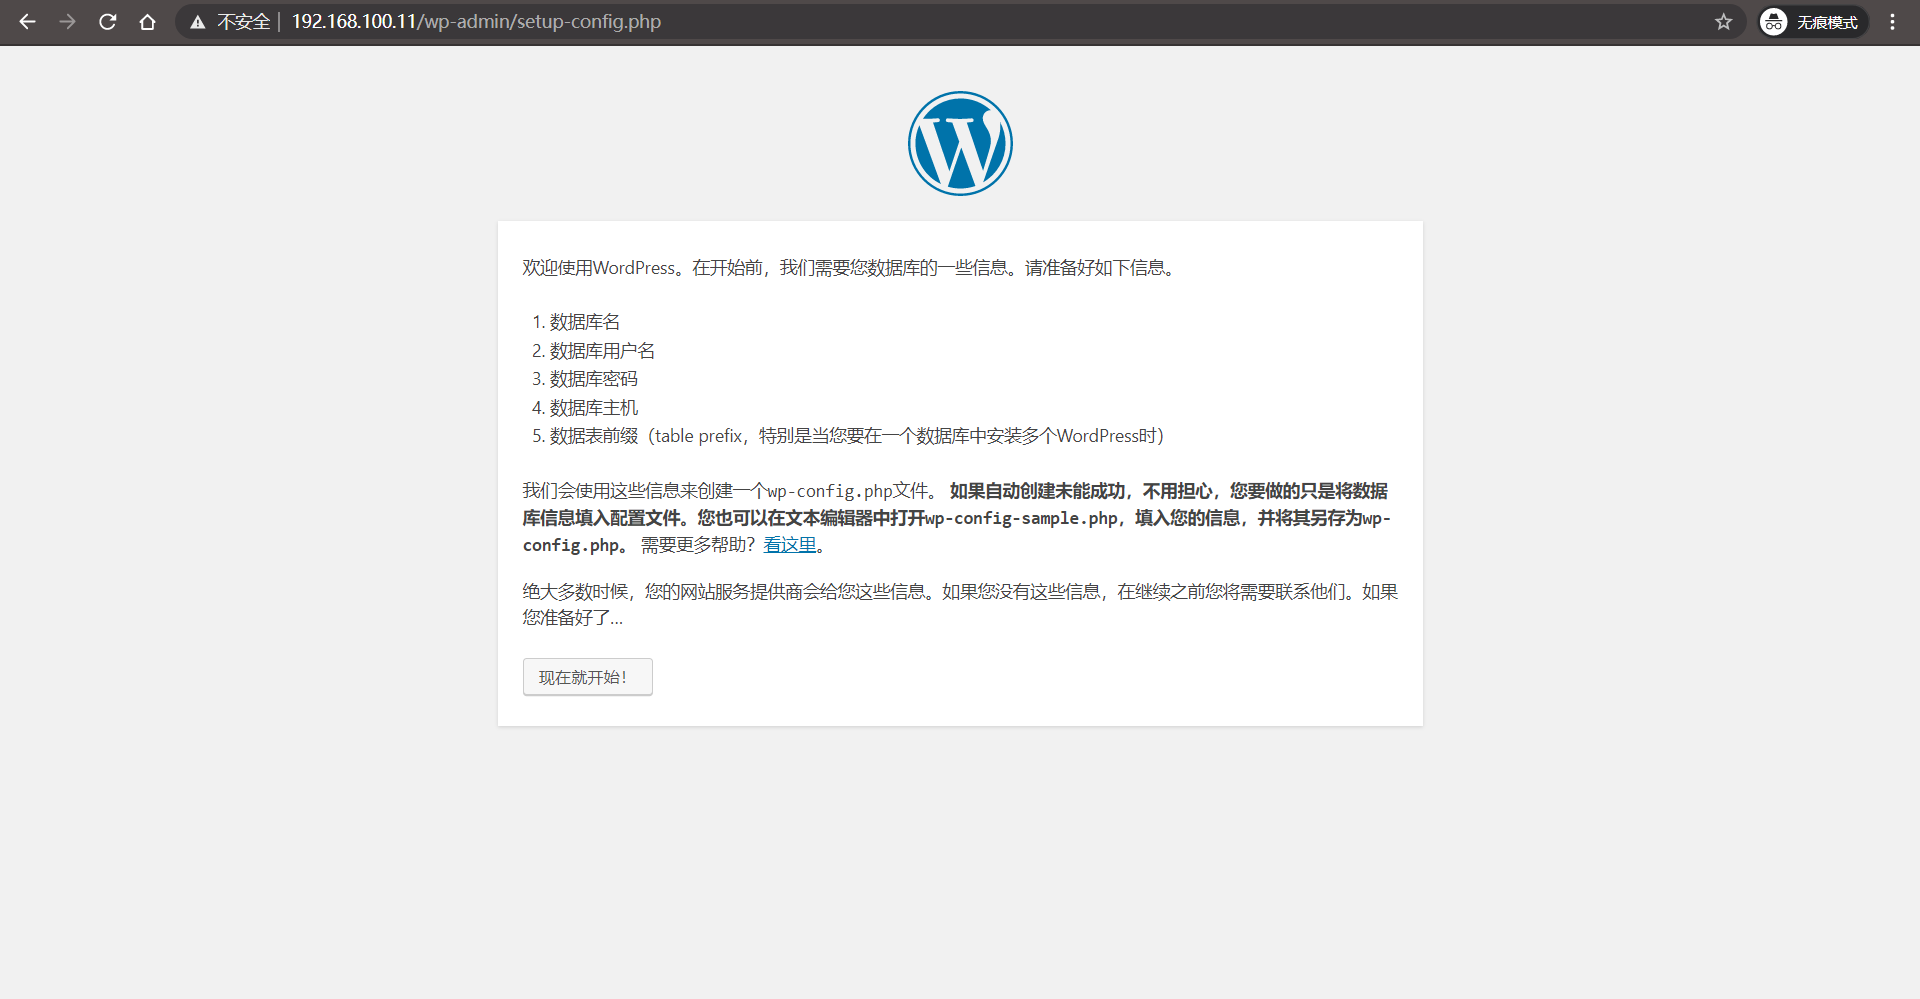 不安全 | 192.168.100.11/wp-admin/setup-config.php 无痕模式
欢迎使用WordPress。在开始前，我们需要您数据库的一些信息。请准备好如下信息。
1. 数据库名
2. 数据库用户名
3. 数据库密码
4. 数据库主机
5. 数据表前缀（table prefix，特别是当您要在一个数据库中安装多个WordPress时）
我们会使用这些信息来创建一个wp-config.php文件。 如果自动创建未能成功，不用担心，您要做的只是将数据
库信息填入配置文件。您也可以在文本编辑器中打开wp-config-sample.php，填入您的信息，并将其另存为wp-
config.php。 需要更多帮助？看这里。
绝大多数时候，您的网站服务提供商会给您这些信息。如果您没有这些信息，在继续之前您将需要联系他们。如果
您准备好了…
现在就开始！